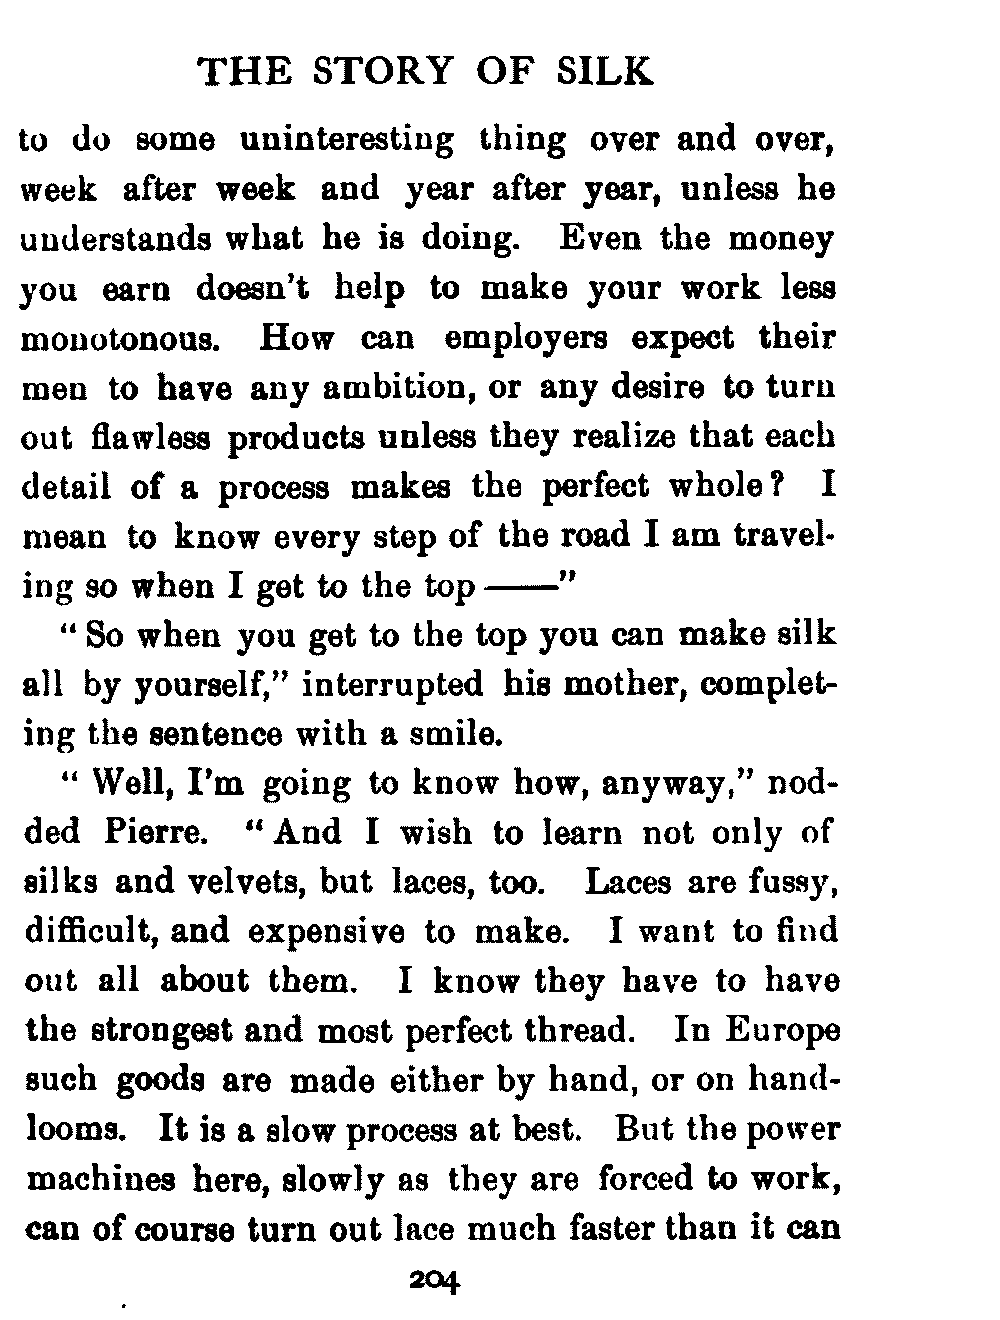 THE STORY OF SILK
to do some uninteresting thing over and over,
week after week and year after year, unless he
understands what he is doing. Even the money
you earn doesn't help to make your work less
monotonous. How can employers expect their
men to have any ambition, or any desire to turn
out flawless products unless they realize that each
detail of a process makes the perfect whole? I
mean to know every step of the road I am travel-
ing so when I get to the top ——"
"So when you get to the top you can make silk
all by yourself," interrupted his mother, complet-
ing the sentence with a smile.
"Well, I'm going to know how, anyway," nod-
ded Pierre. "And I wish to learn not only of
silks and velvets, but laces, too. Laces are fussy,
difficult, and expensive to make. I want to find
out all about them. I know they have to have
the strongest and most perfect thread. In Europe
such goods are made either by hand, or on hand-
looms. It is a slow process at best. But the power
machines here, slowly as they are forced to work,
can of course turn out lace much faster than it can
204